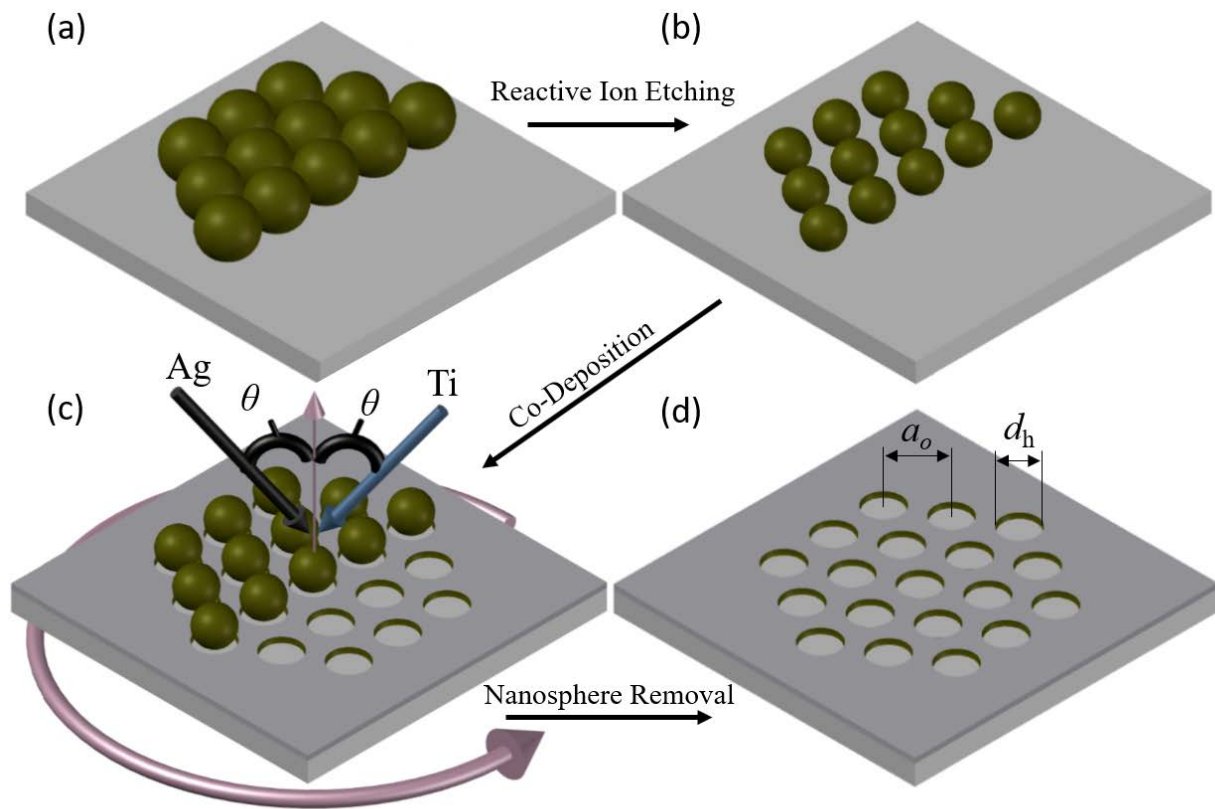 (a)
(b)
Reactive Ion Etching
Co-Deposition
(c)
Ag
θ
θ
Ti
(d)
a_o
d_h
Nanosphere Removal